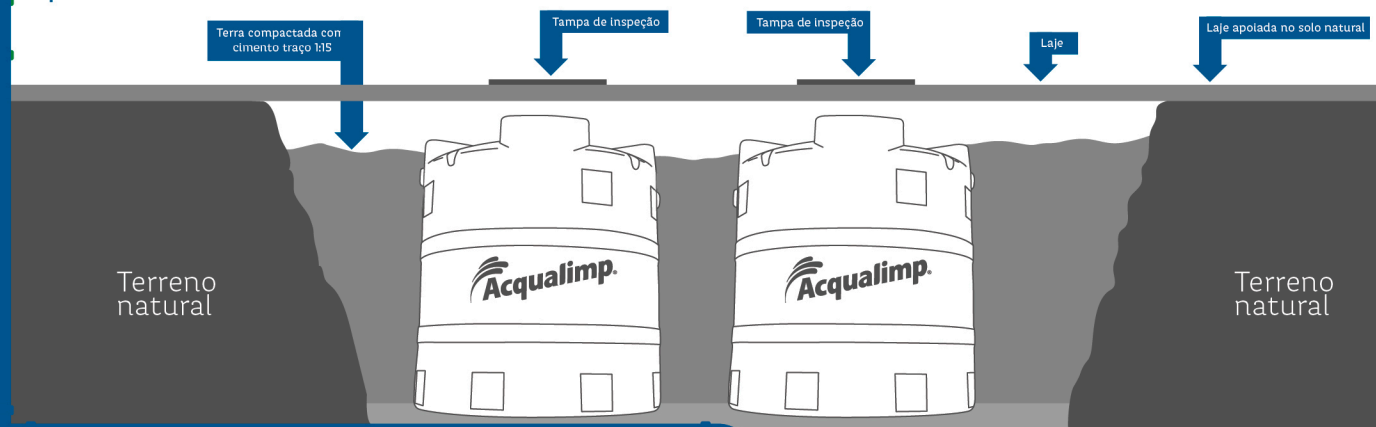 Terra compactada com
cimento traço 1:15
Tampa de inspeção
Tampa de inspeção
Laje
Laje apoiada no solo natural
Terreno
natural
Acqualimp.
Acqualimp.
Terreno
natural